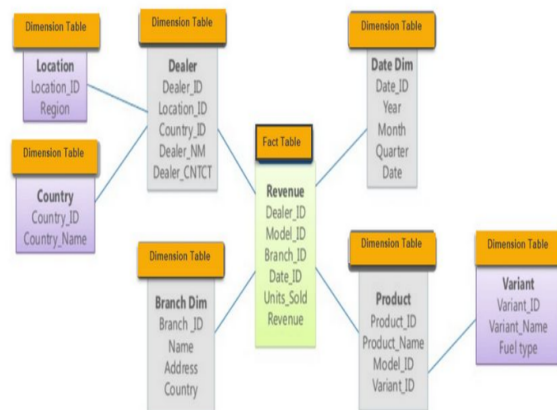 Dimension Table
Location
Location_ID
Region
Dimension Table
Country
Country_ID
Country_Name
Dimension Table
Dealer
Dealer_ID
Location_ID
Country_ID
Dealer_NM
Dealer_CNTCT
Dimension Table
Date Dim
Date_ID
Year
Month
Quarter
Date
Fact Table
Revenue
Dealer_ID
Model_ID
Branch_ID
Date_ID
Units_Sold
Revenue
Dimension Table
Branch Dim
Branch _ID
Name
Address
Country
Dimension Table
Product
Product_ID
Product_Name
Model_ID
Variant_ID
Dimension Table
Variant
Variant_ID
Variant_Name
Fuel type